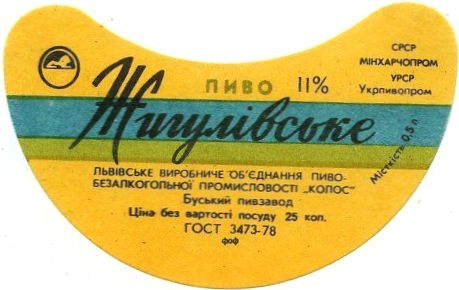 ПИВО 11%
СРСР
МІНХАРЧОПРОМ
УРСР
Укрпивопром
Жигулівське
Місткість 0,5 л
ЛЬВІВСЬКЕ ВИРОБНИЧЕ ОБ'ЄДНАННЯ ПИВО-
БЕЗАЛКОГОЛЬНОЇ ПРОМИСЛОВОСТІ „КОЛОС"
Буський пивзавод
Ціна без вартості посуду 25 коп.
ГОСТ 3473-78
фоф